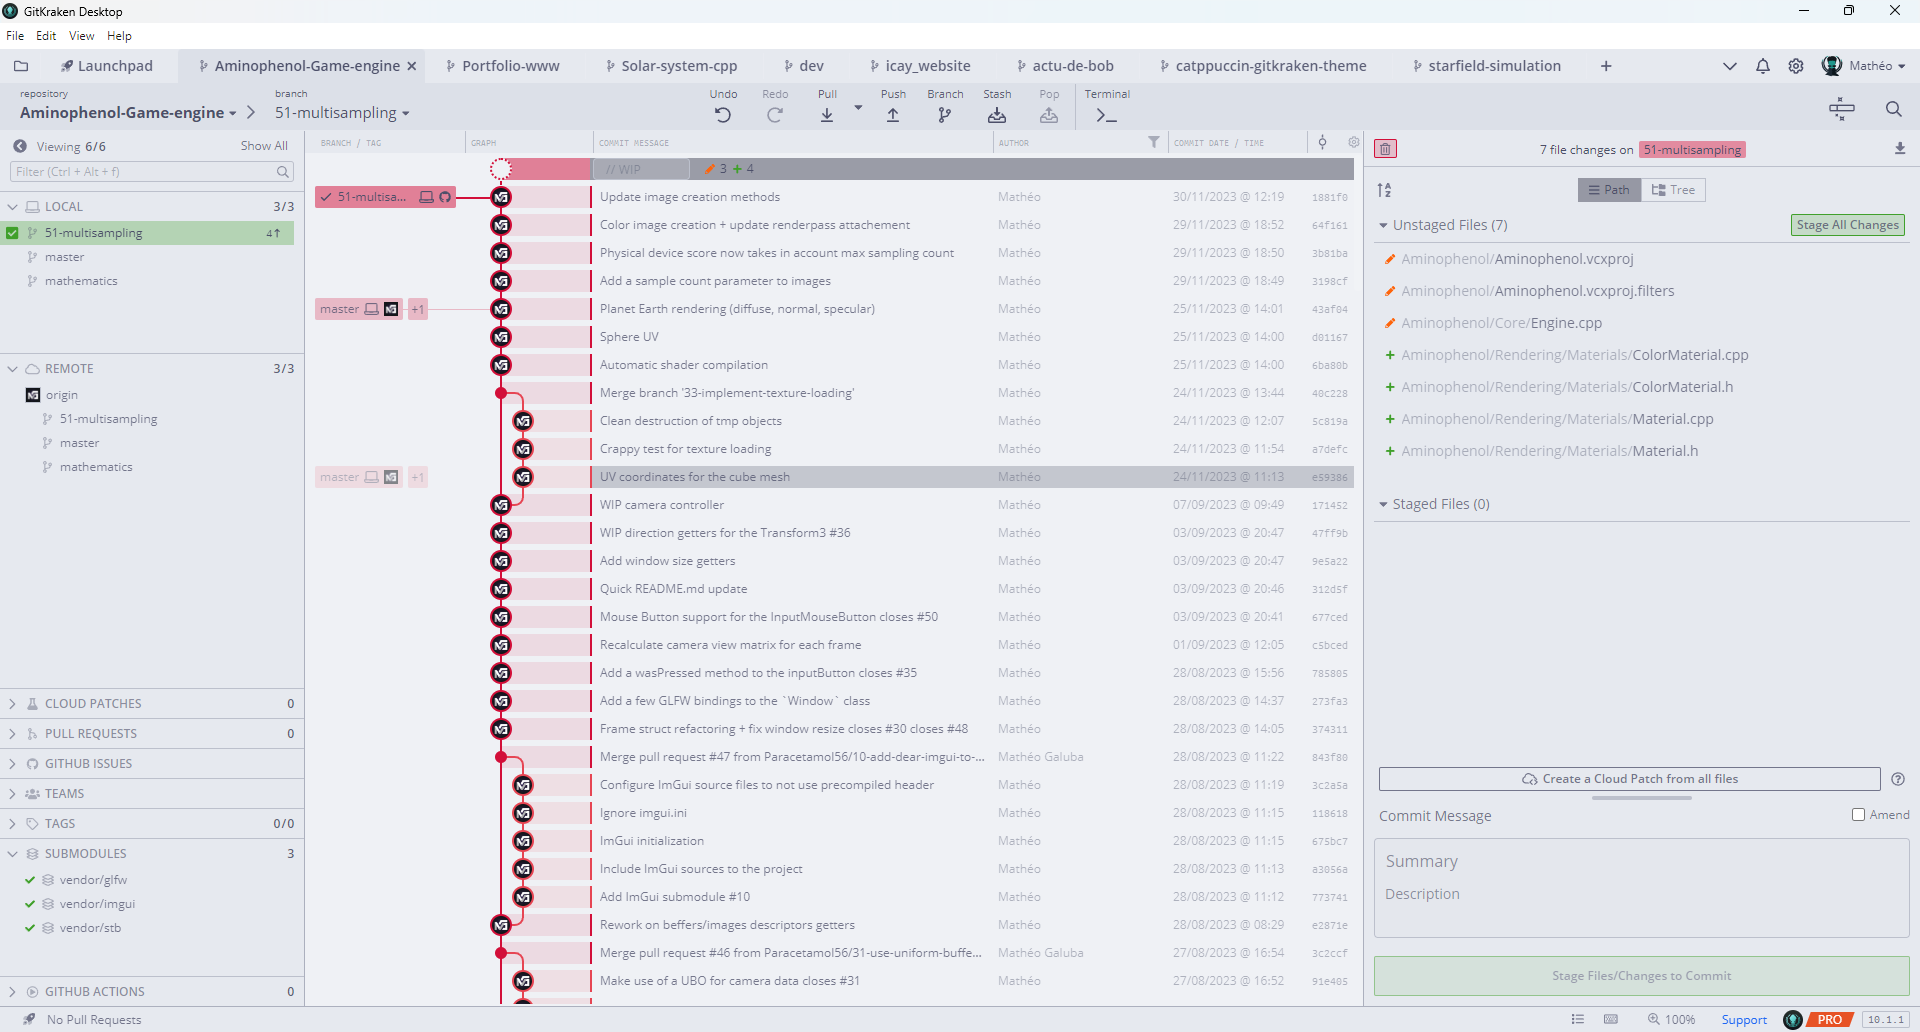 GitKraken Desktop
File Edit View Help
Launchpad Aminophenol-Game-engine Portfolio-www Solar-system-cpp dev icay_website actu-de-bob catppuccin-gitkraken-theme starfield-simulation Mathéo
repository branch
Aminophenol-Game-engine 51-multisampling
Undo Redo Pull Push Branch Stash Pop Terminal
Viewing 6/6 Show All
Filter (Ctrl + Alt + f)
LOCAL 3/3
51-multisampling 4↑
master
mathematics
REMOTE 3/3
origin
51-multisampling
master
mathematics
CLOUD PATCHES 0
PULL REQUESTS 0
GITHUB ISSUES
TEAMS
TAGS 0/0
SUBMODULES 3
vendor/glfw
vendor/imgui
vendor/stb
GITHUB ACTIONS 0
BRANCH / TAG GRAPH COMMIT MESSAGE AUTHOR COMMIT DATE / TIME
// WIP 3 + 4
51-multisa... Update image creation methods Mathéo 30/11/2023 @ 12:19 1881f0
Color image creation + update renderpass attachement Mathéo 29/11/2023 @ 18:52 64f161
Physical device score now takes in account max sampling count Mathéo 29/11/2023 @ 18:50 3b81ba
Add a sample count parameter to images Mathéo 29/11/2023 @ 18:49 3198cf
master +1 Planet Earth rendering (diffuse, normal, specular) Mathéo 25/11/2023 @ 14:01 43af04
Sphere UV Mathéo 25/11/2023 @ 14:00 d01167
Automatic shader compilation Mathéo 25/11/2023 @ 14:00 6ba80b
Merge branch '33-implement-texture-loading' Mathéo 24/11/2023 @ 13:44 40c228
Clean destruction of tmp objects Mathéo 24/11/2023 @ 12:07 5c819a
Crappy test for texture loading Mathéo 24/11/2023 @ 11:54 a7defc
master +1 UV coordinates for the cube mesh Mathéo 24/11/2023 @ 11:13 e59386
WIP camera controller Mathéo 07/09/2023 @ 09:49 171452
WIP direction getters for the Transform3 #36 Mathéo 03/09/2023 @ 20:47 47ff9b
Add window size getters Mathéo 03/09/2023 @ 20:47 9e5a22
Quick README.md update Mathéo 03/09/2023 @ 20:46 312d5f
Mouse Button support for the InputMouseButton closes #50 Mathéo 03/09/2023 @ 20:41 677ced
Recalculate camera view matrix for each frame Mathéo 01/09/2023 @ 12:05 c5bced
Add a wasPressed method to the inputButton closes #35 Mathéo 28/08/2023 @ 15:56 785805
Add a few GLFW bindings to the `Window` class Mathéo 28/08/2023 @ 14:37 273fa3
Frame struct refactoring + fix window resize closes #30 closes #48 Mathéo 28/08/2023 @ 14:05 374311
Merge pull request #47 from Paracetamol56/10-add-dear-imgui-to-... Mathéo Galuba 28/08/2023 @ 11:22 843f80
Configure ImGui source files to not use precompiled header Mathéo 28/08/2023 @ 11:19 3c2a5a
Ignore imgui.ini Mathéo 28/08/2023 @ 11:15 118618
ImGui initialization Mathéo 28/08/2023 @ 11:15 675bc7
Include ImGui sources to the project Mathéo 28/08/2023 @ 11:13 a3056a
Add ImGui submodule #10 Mathéo 28/08/2023 @ 11:12 773741
Rework on beffers/images descriptors getters Mathéo 28/08/2023 @ 08:29 e2871e
Merge pull request #46 from Paracetamol56/31-use-uniform-buffe... Mathéo Galuba 27/08/2023 @ 16:54 3c2ccf
Make use of a UBO for camera data closes #31 Mathéo 27/08/2023 @ 16:52 91e405
7 file changes on 51-multisampling
Path Tree
Unstaged Files (7) Stage All Changes
Aminophenol/Aminophenol.vcxproj
Aminophenol/Aminophenol.vcxproj.filters
Aminophenol/Core/Engine.cpp
Aminophenol/Rendering/Materials/ColorMaterial.cpp
Aminophenol/Rendering/Materials/ColorMaterial.h
Aminophenol/Rendering/Materials/Material.cpp
Aminophenol/Rendering/Materials/Material.h
Staged Files (0)
Create a Cloud Patch from all files
Commit Message Amend
Summary
Description
Stage Files/Changes to Commit
No Pull Requests 100% Support PRO 10.1.1